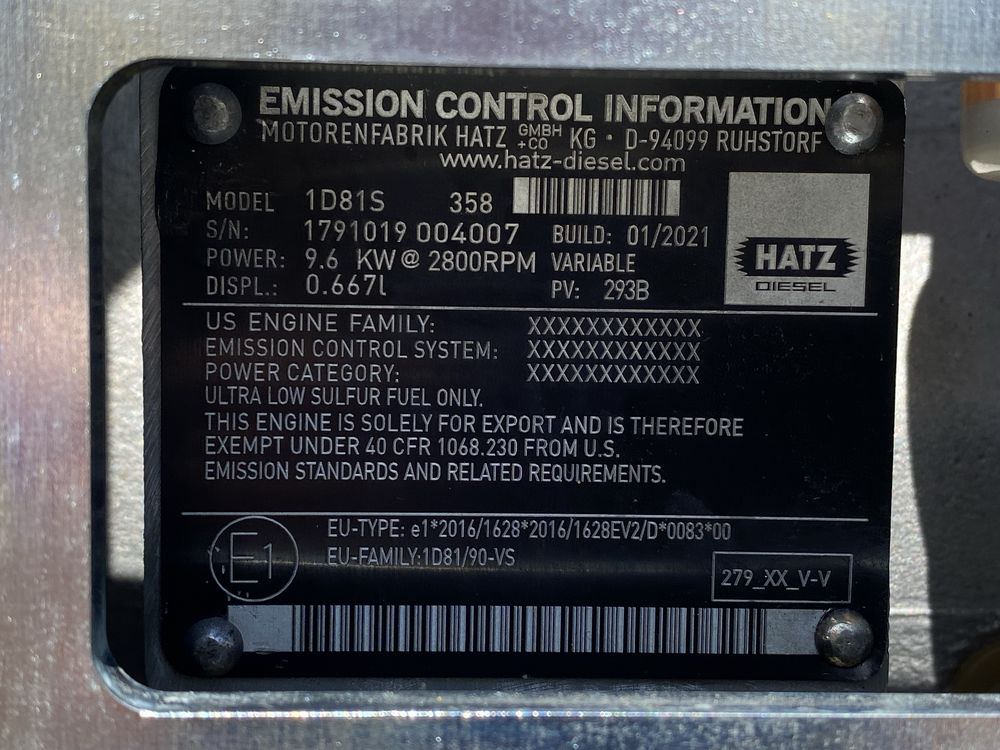 EMISSION CONTROL INFORMATION
MOTORENFABRIK HATZ GMBH +CO KG · D-94099 RUHSTORF
www.hatz-diesel.com
MODEL 1D81S 358
S/N: 1791019 004007 BUILD: 01/2021
POWER: 9.6 KW @ 2800RPM VARIABLE
DISPL.: 0.667l PV: 293B
HATZ
DIESEL
US ENGINE FAMILY: XXXXXXXXXXXX
EMISSION CONTROL SYSTEM: XXXXXXXXXXXX
POWER CATEGORY: XXXXXXXXXXXX
ULTRA LOW SULFUR FUEL ONLY.
THIS ENGINE IS SOLELY FOR EXPORT AND IS THEREFORE
EXEMPT UNDER 40 CFR 1068.230 FROM U.S.
EMISSION STANDARDS AND RELATED REQUIREMENTS.
E1
EU-TYPE: e1*2016/1628*2016/1628EV2/D*0083*00
EU-FAMILY:1D81/90-VS
279_XX_V-V